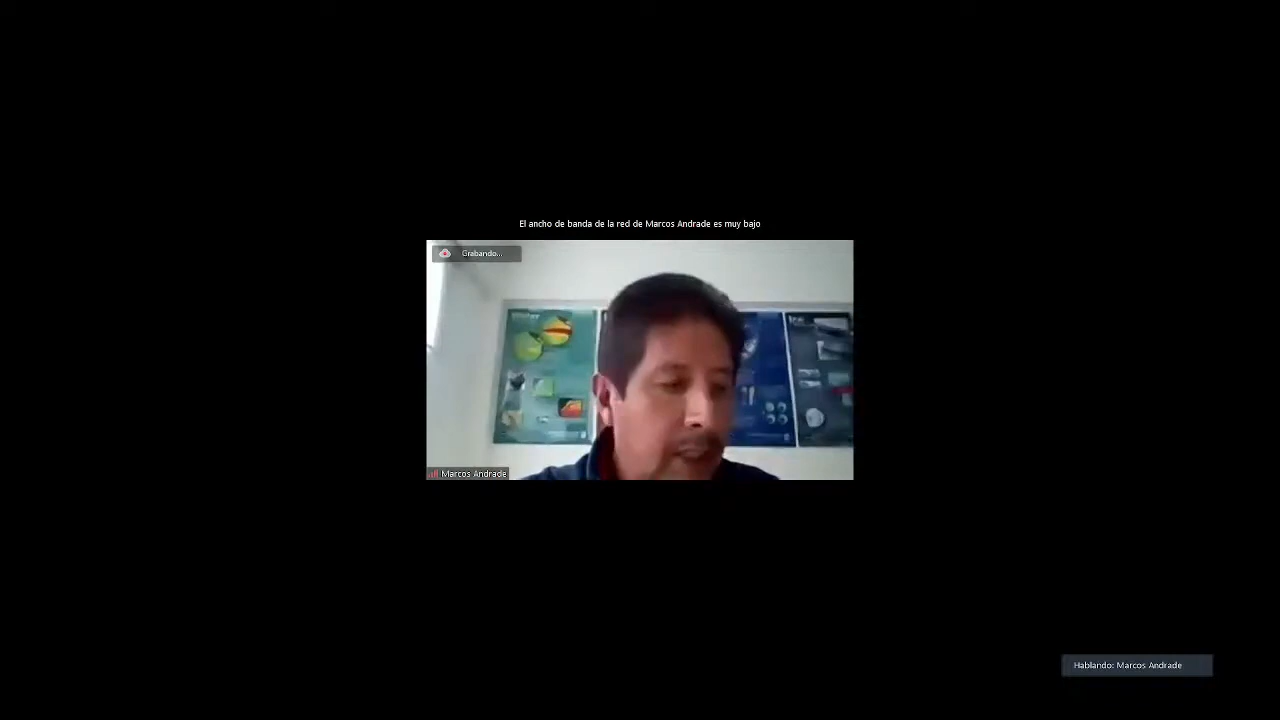 El ancho de banda de la red de Marcos Andrade es muy bajo
Grabando...
Marcos Andrade
Hablando: Marcos Andrade